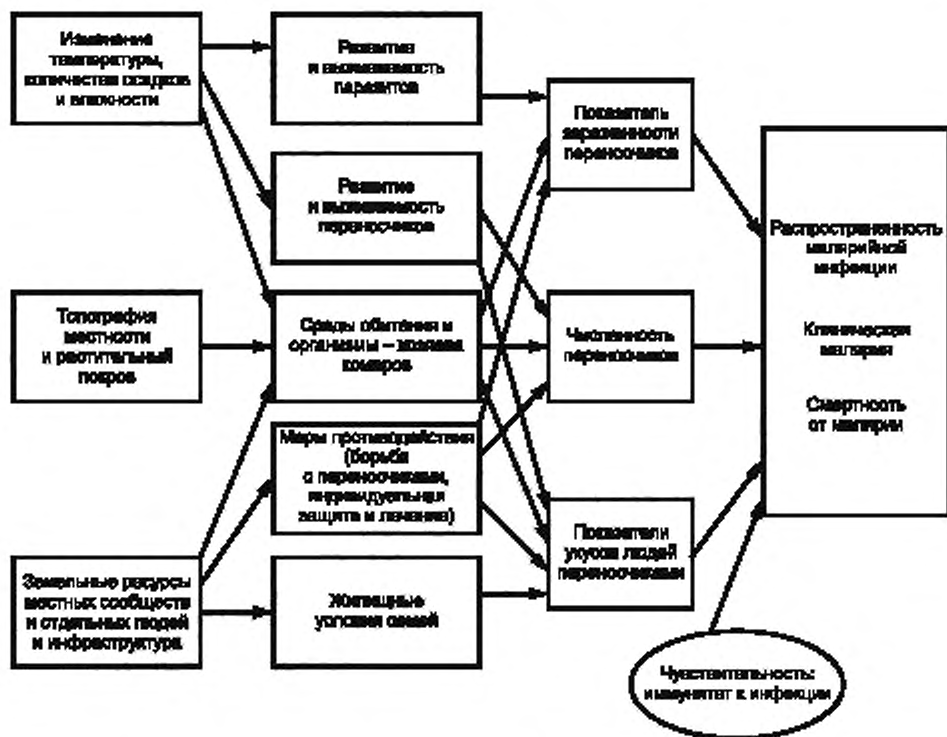 Изменение
температуры,
количества осадков
и влажности
Развитие
и выживаемость
паразитов
Показатель
зараженности
переносчиков
Развитие
и выживаемость
переносчиков
Распространенность
малярийной
инфекции
Клиническая
малярия
Смертность
от малярии
Топография
местности
и растительный
покров
Среды обитания и
организм – хозяева
комаров
Численность
переносчиков
Меры противодействия
(борьба
с переносчиками,
индивидуальная
защита и лечение)
Показатели
укусов людей
переносчиками
Земельные ресурсы
местных сообществ
и отдельных людей
и инфраструктура
Жилищные
условия семей
Чувствительность:
иммунитет к инфекции